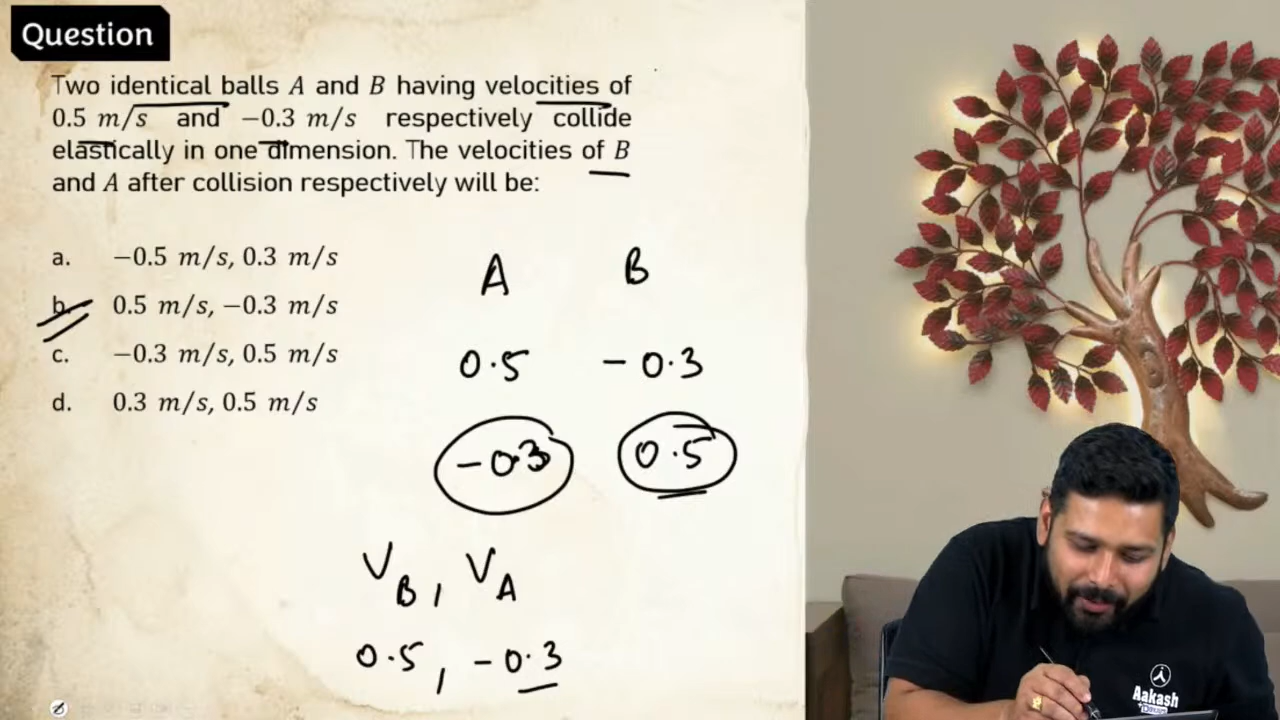 Question
Two identical balls A and B having velocities of
0.5 m/s and −0.3 m/s respectively collide
elastically in one dimension. The velocities of B
and A after collision respectively will be:
a. −0.5 m/s, 0.3 m/s
b. 0.5 m/s, −0.3 m/s
c. −0.3 m/s, 0.5 m/s
d. 0.3 m/s, 0.5 m/s
A B
0.5 −0.3
−0.3 0.5
V_B, V_A
0.5, −0.3
Aakash